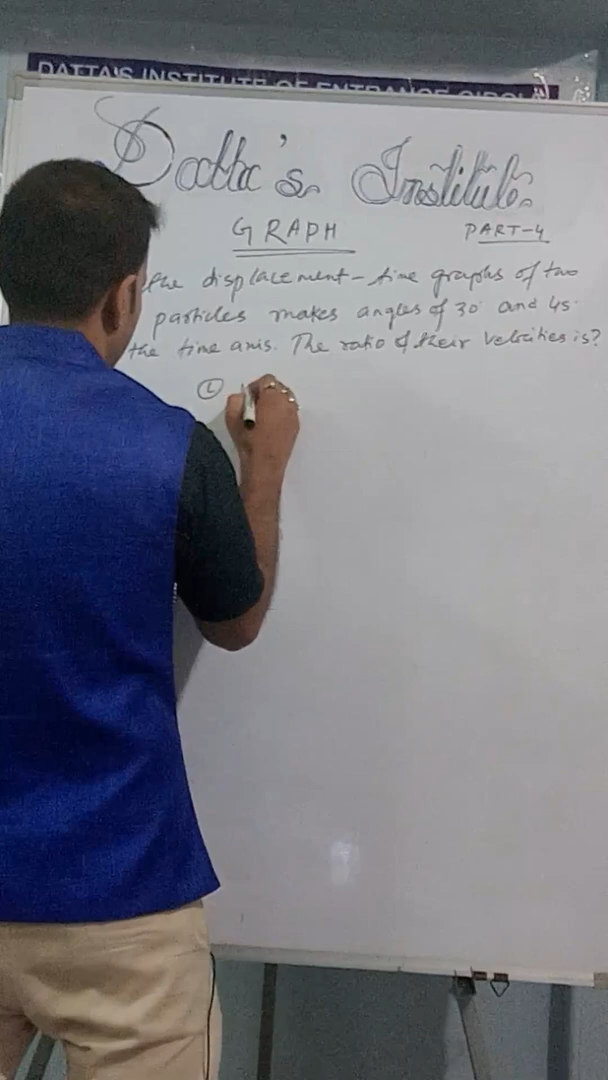 DATTA'S INSTITUTE OF ENTRANCE CIRCLE
Datta's Institute
GRAPH
PART-4
the displacement-time graphs of two
particles makes angles of 30° and 45°
the time axis. The ratio of their velocities is?